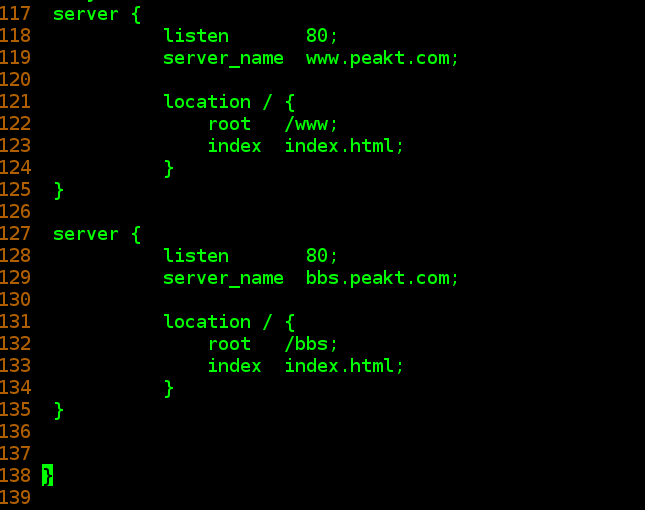 117  server {
118            listen       80;
119            server_name  www.peakt.com;
120
121            location / {
122                root   /www;
123                index  index.html;
124            }
125  }
126
127  server {
128            listen       80;
129            server_name  bbs.peakt.com;
130
131            location / {
132                root   /bbs;
133                index  index.html;
134            }
135  }
136
137
138 }
139